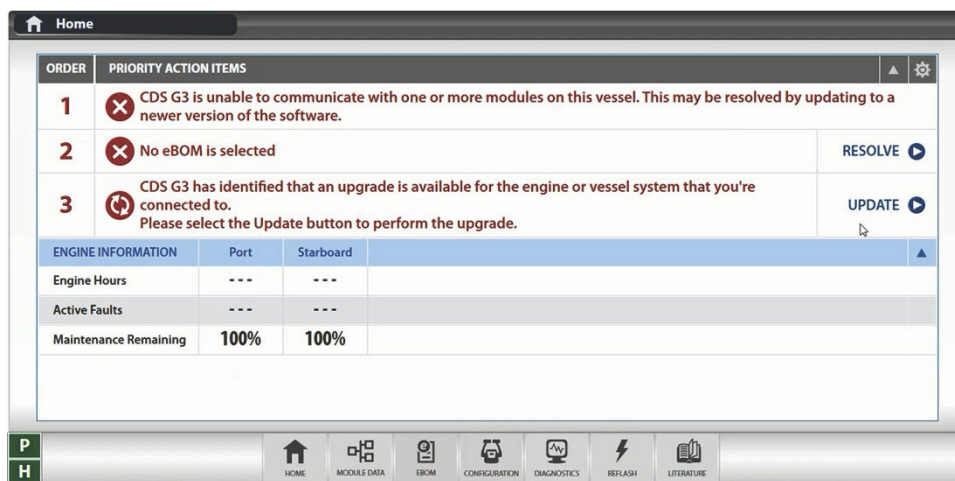 Home
ORDER PRIORITY ACTION ITEMS
1 CDS G3 is unable to communicate with one or more modules on this vessel. This may be resolved by updating to a
newer version of the software.
2 No eBOM is selected RESOLVE
CDS G3 has identified that an upgrade is available for the engine or vessel system that you're
3 connected to. UPDATE
Please select the Update button to perform the upgrade.
ENGINE INFORMATION Port Starboard
Engine Hours --- ---
Active Faults --- ---
Maintenance Remaining 100% 100%
P
H
HOME MODULE DATA EBOM CONFIGURATION DIAGNOSTICS REFLASH LITERATURE